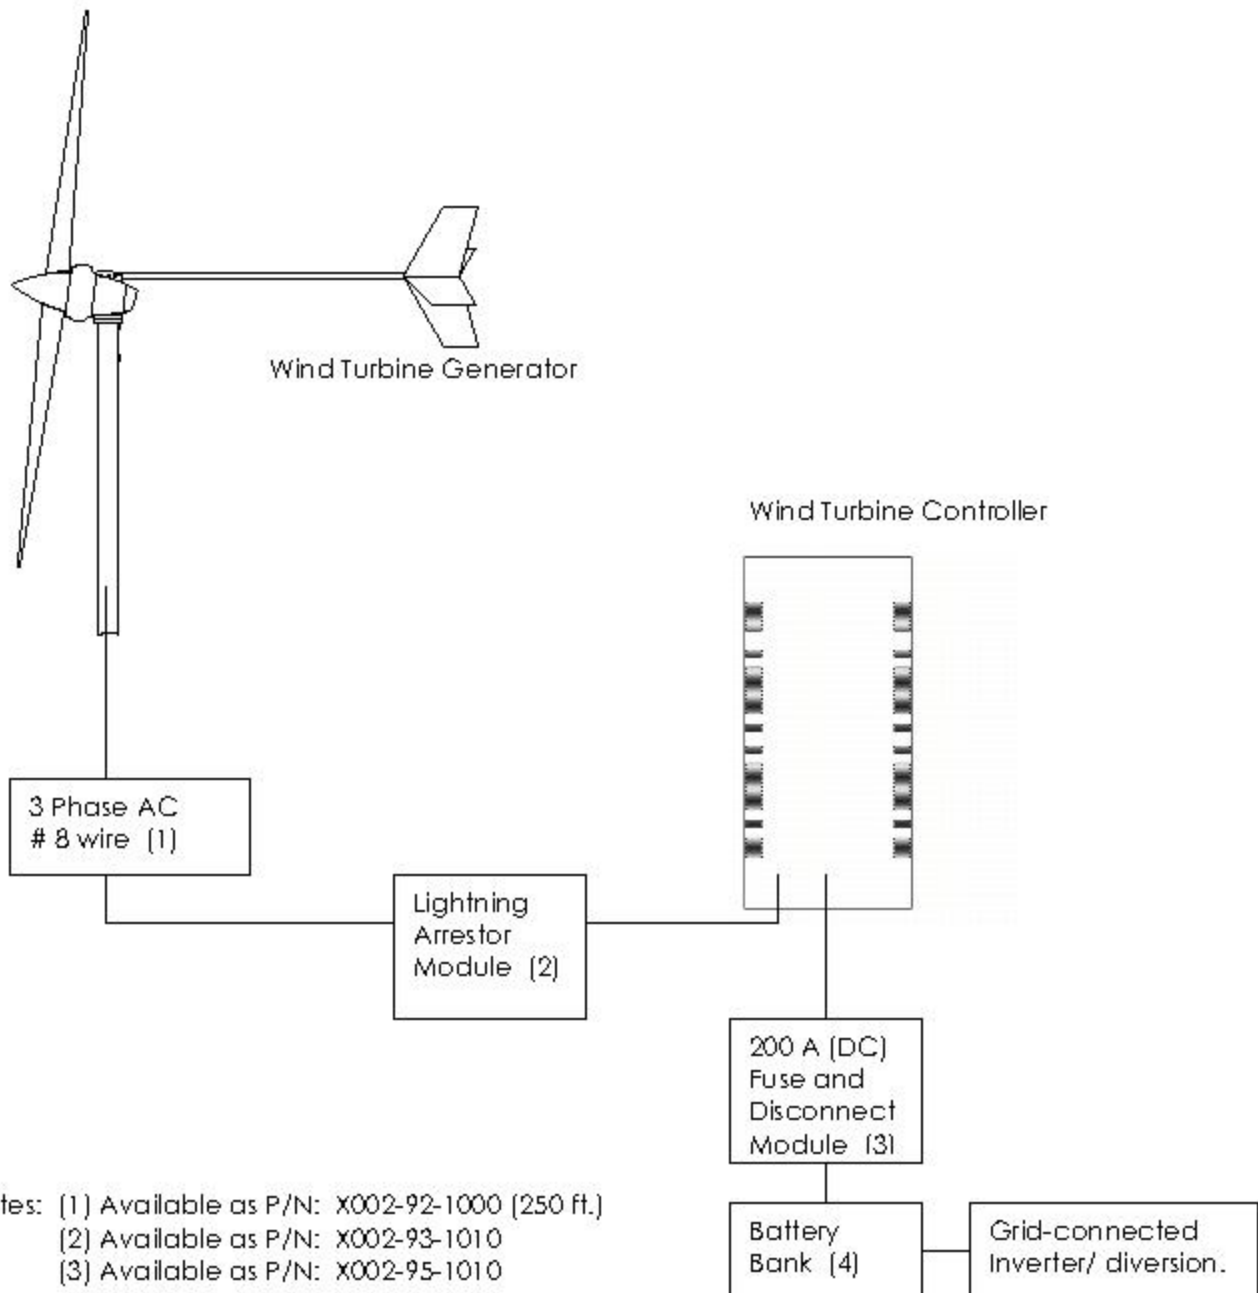 Wind Turbine Generator
Wind Turbine Controller
3 Phase AC
# 8 wire (1)
Lightning
Arrestor
Module (2)
200 A (DC)
Fuse and
Disconnect
Module (3)
tes: (1) Available as P/N: X002-92-1000 (250 ft.)
(2) Available as P/N: X002-93-1010
(3) Available as P/N: X002-95-1010
Battery
Bank (4)
Grid-connected
Inverter/ diversion.